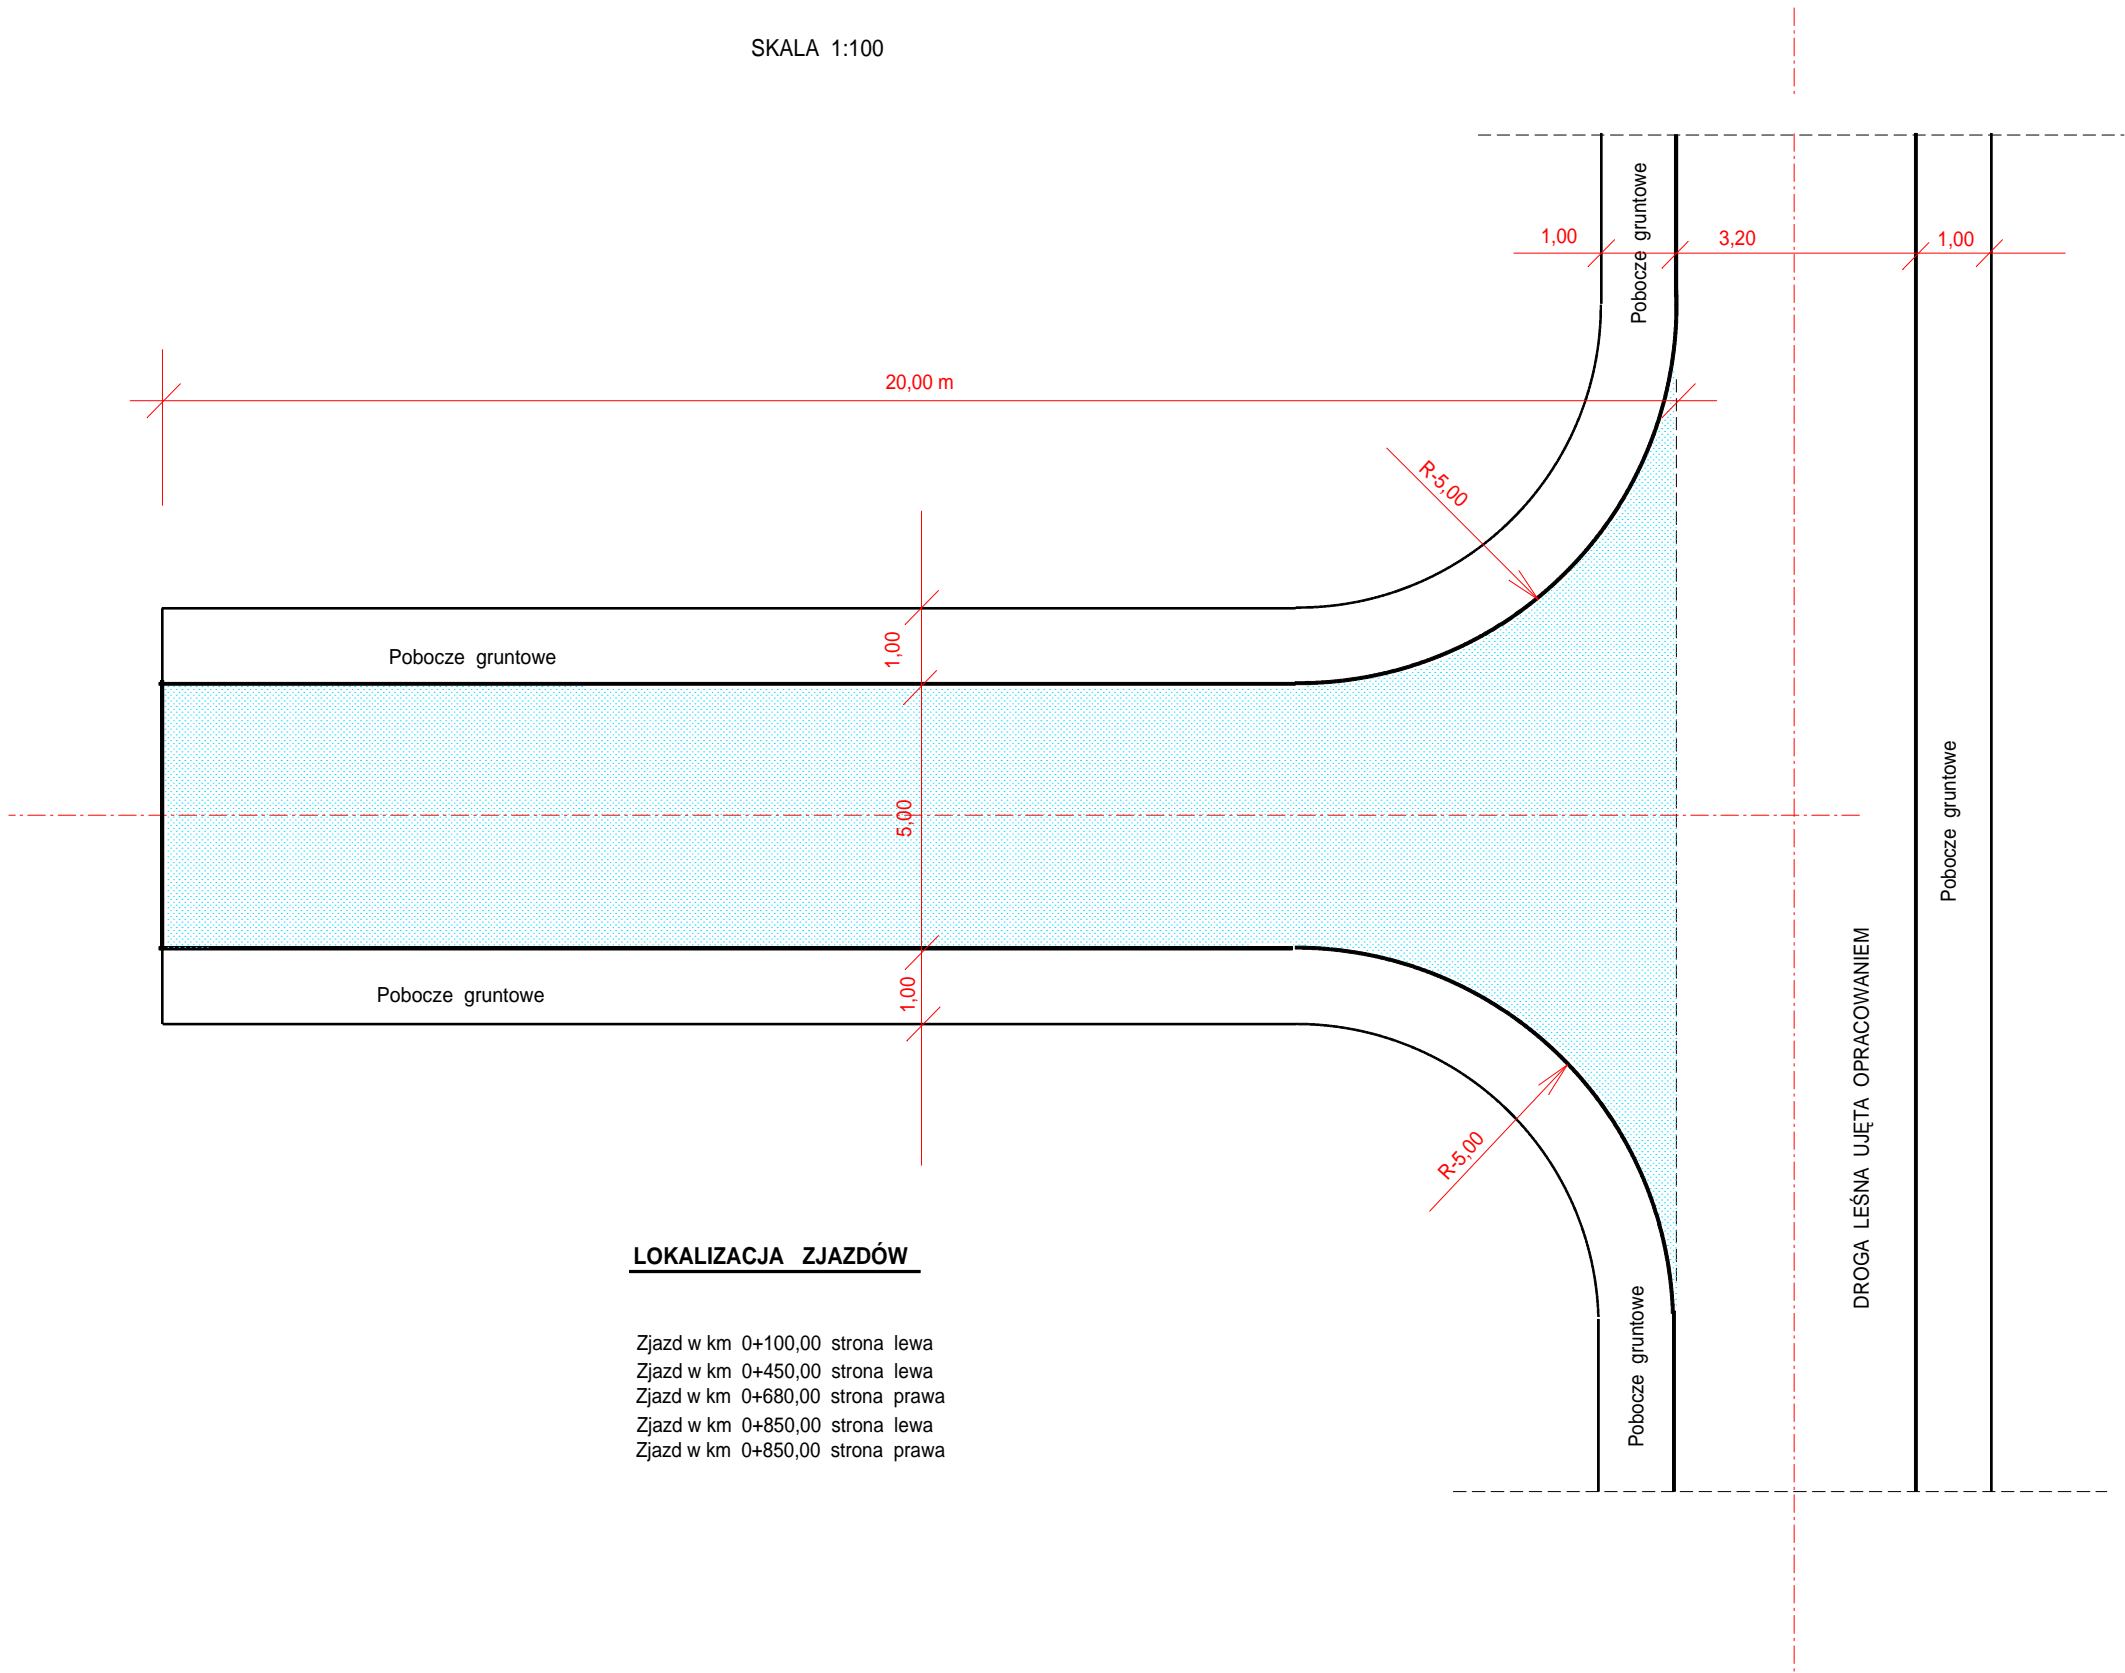 SKALA 1:100
Pobocze gruntowe
1,00
3,20
1,00
20,00 m
R-5,00
Pobocze gruntowe
1,00
5,00
Pobocze gruntowe
Pobocze gruntowe
1,00
R-5,00
DROGA LEŚNA UJĘTA OPRACOWANIEM
Pobocze gruntowe
LOKALIZACJA ZJAZDÓW
Zjazd w km 0+100,00 strona lewa
Zjazd w km 0+450,00 strona lewa
Zjazd w km 0+680,00 strona prawa
Zjazd w km 0+850,00 strona lewa
Zjazd w km 0+850,00 strona prawa